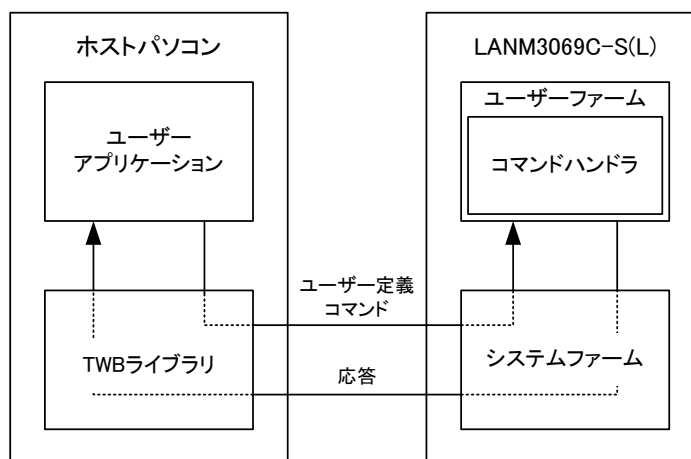 ホストパソコン
LANM3069C-S(L)
ユーザー
アプリケーション
ユーザーファーム
コマンドハンドラ
ユーザー定義
コマンド
TWBライブラリ
応答
システムファーム